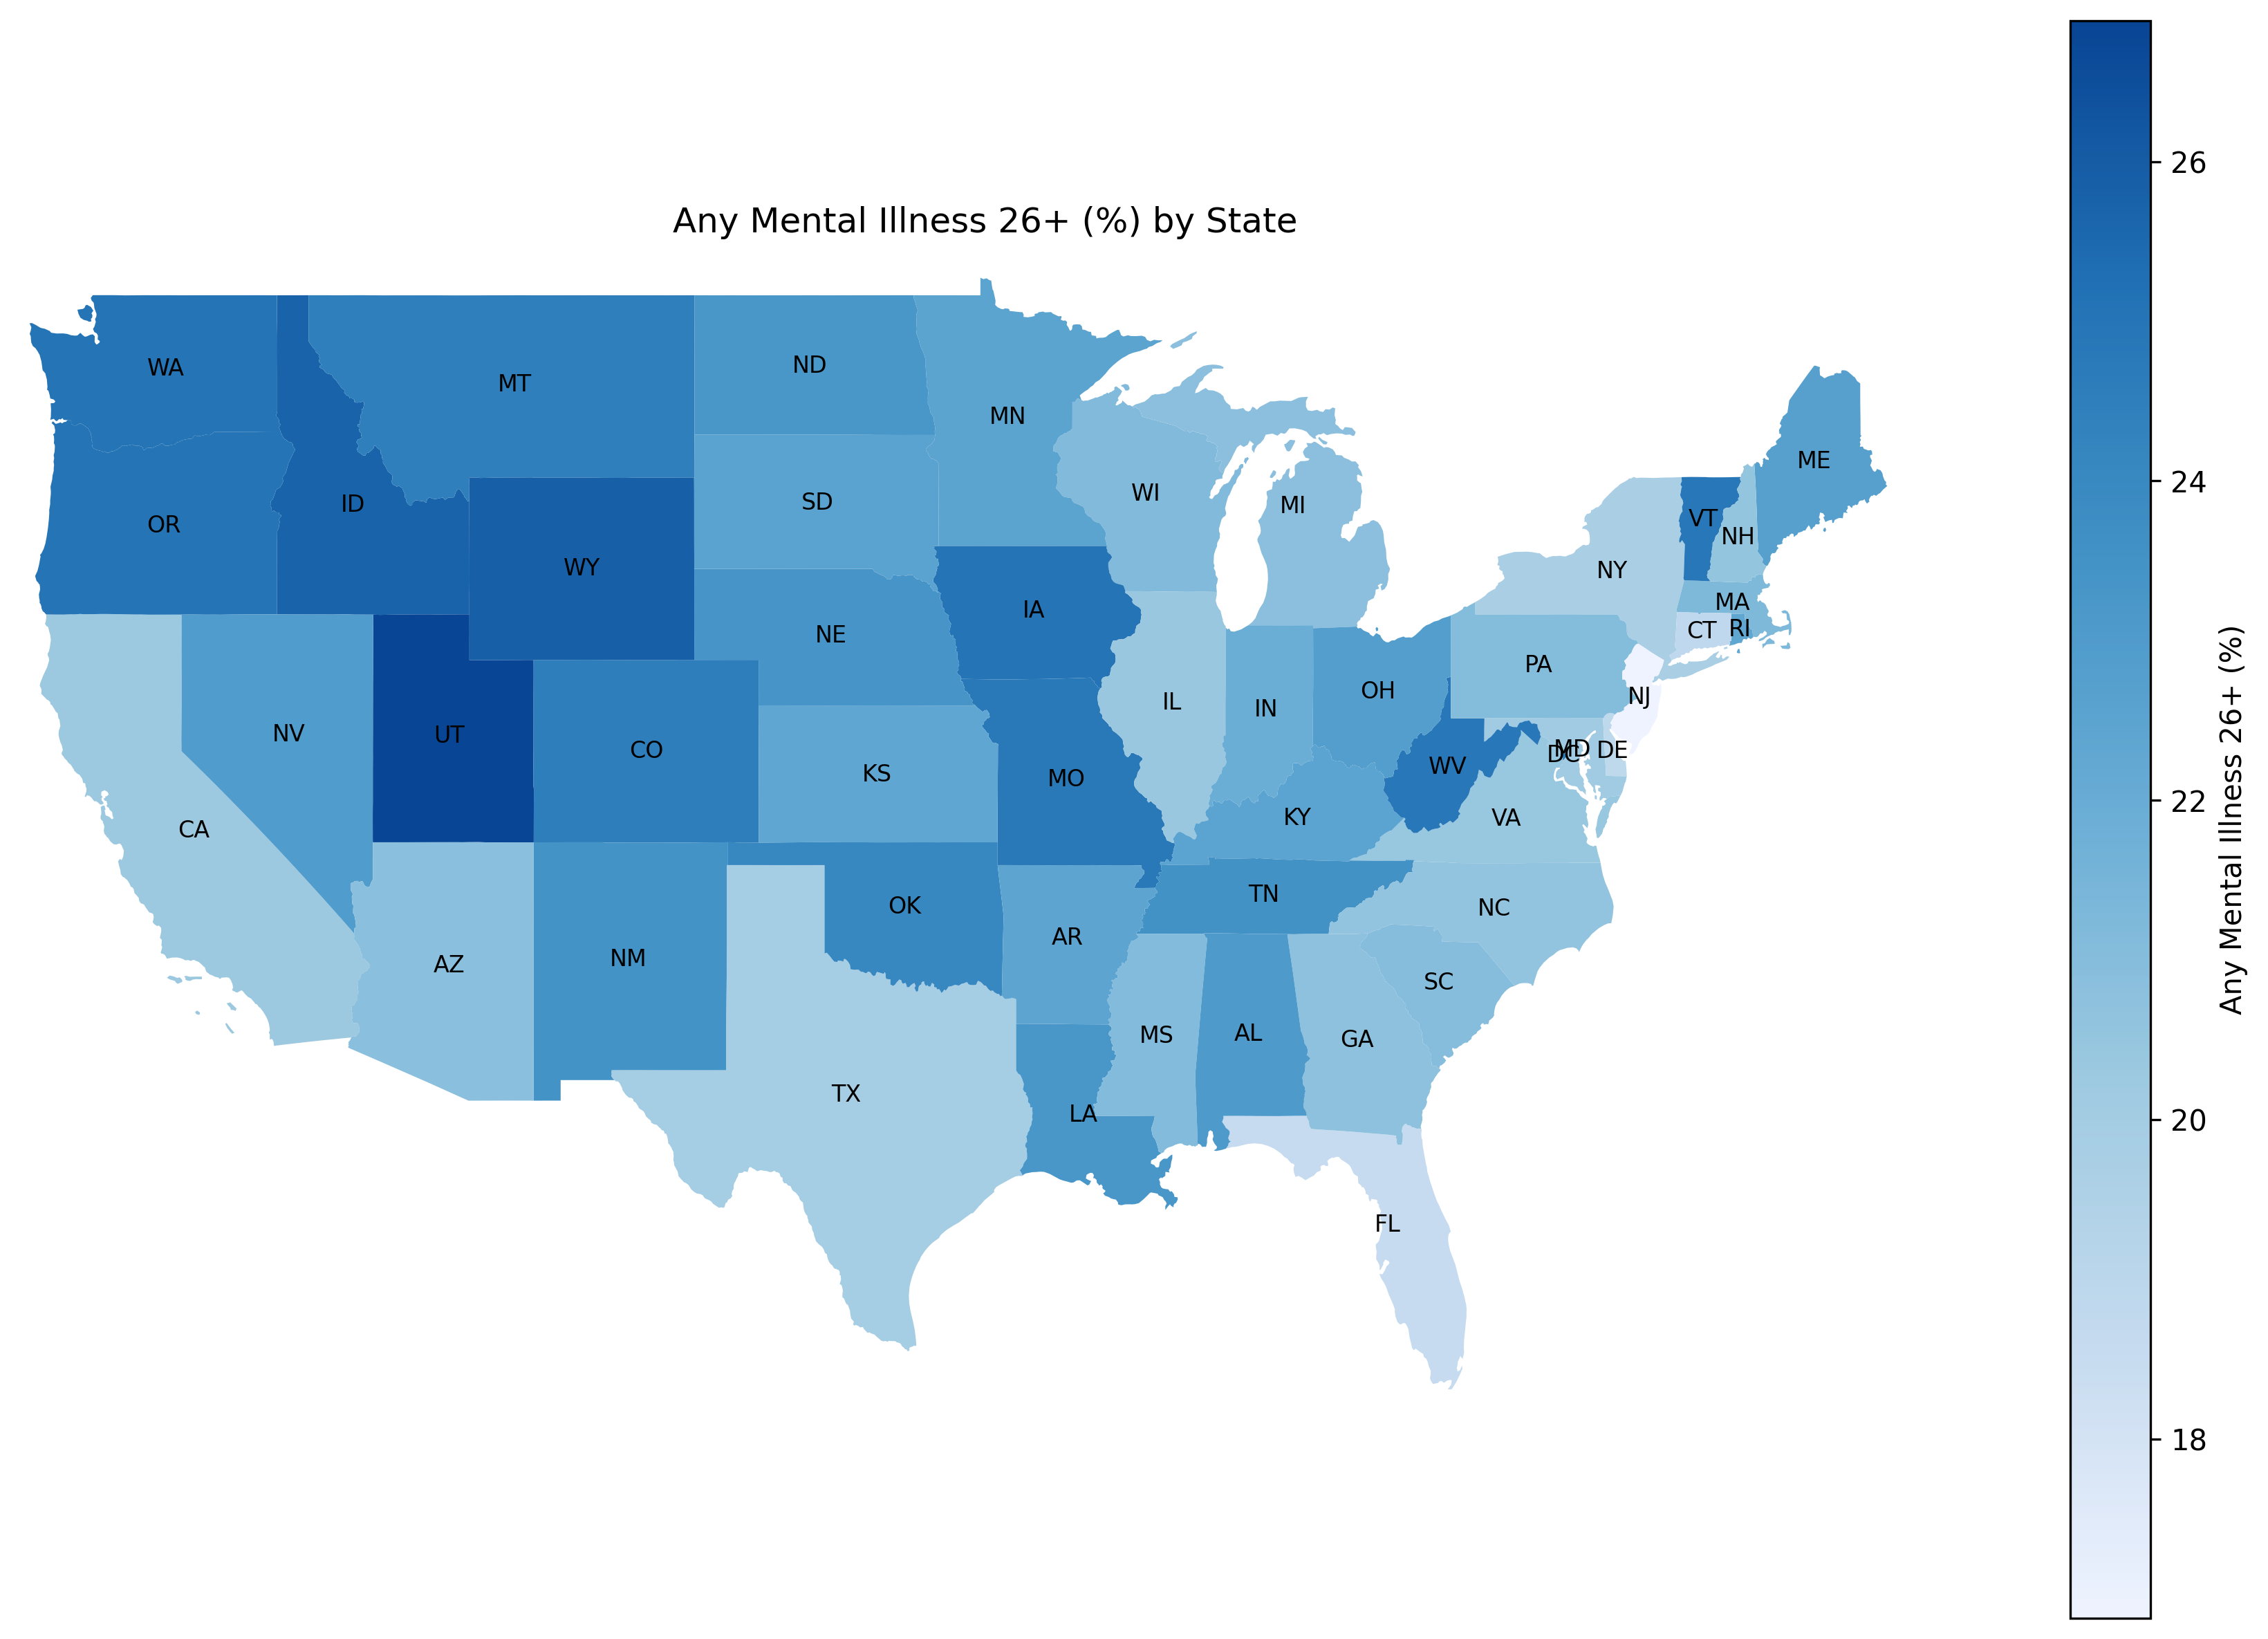 Any Mental Illness 26+ (%) by State
WA
MT
ND
MN
ME
OR
ID
SD
WI
MI
VT
NH
NY
WY
IA
MA
CT
RI
NE
PA
OH
NJ
NV
UT
CO
IL
IN
KS
MO
WV
MD
DC
DE
CA
KY
VA
TN
OK
NC
AR
AZ
NM
SC
MS
AL
GA
TX
LA
FL
26
24
22
20
18
Any Mental Illness 26+ (%)